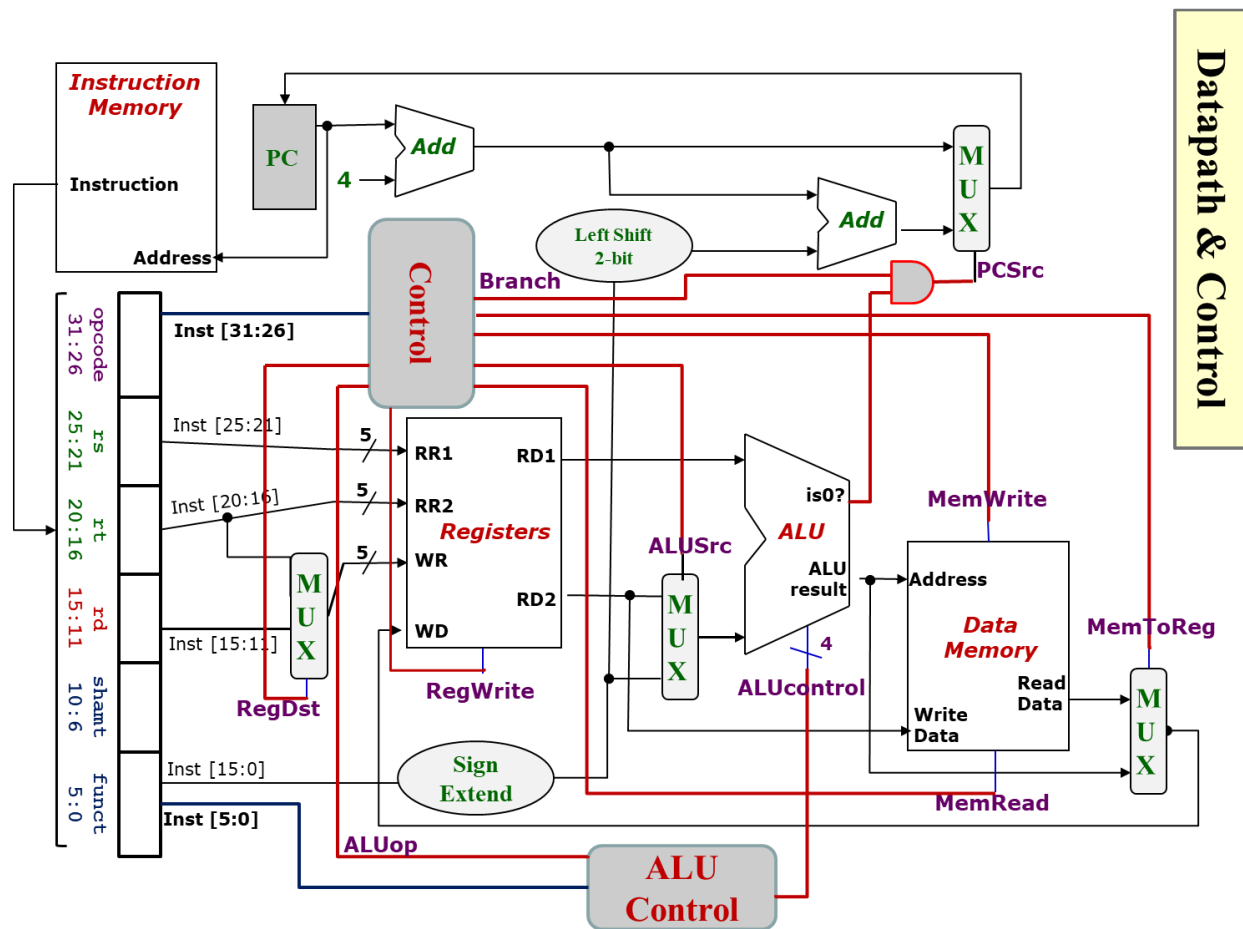 Datapath & Control
Instruction
Memory
Instruction
Address
PC
4
Add
Left Shift
2-bit
Add
M
U
X
PCSrc
Branch
Control
opcode
31:26
rs
25:21
rt
20:16
rd
15:11
shamt
10:6
funct
5:0
Inst [31:26]
Inst [25:21]
Inst [20:16]
Inst [15:11]
Inst [15:0]
Inst [5:0]
M
U
X
RegDst
5
5
5
RR1
RR2
WR
WD
Registers
RD1
RD2
RegWrite
Sign
Extend
ALUSrc
M
U
X
ALU
is0?
ALU
result
4
ALUcontrol
MemWrite
Address
Data
Memory
Read
Data
Write
Data
MemRead
MemToReg
M
U
X
ALUop
ALU
Control